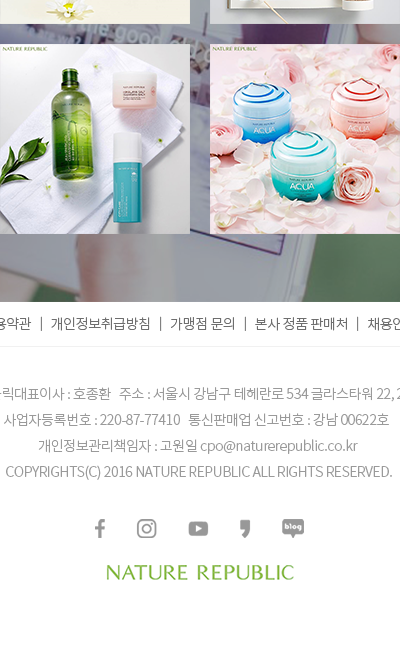 NATURE REPUBLIC
NATURE REPUBLIC
AQUA
AQUA
AQUA
용약관 | 개인정보취급방침 | 가맹점 문의 | 본사 정품 판매처 | 채용안
릭대표이사 : 호종환 주소 : 서울시 강남구 테헤란로 534 글라스타워 22, 2
사업자등록번호 : 220-87-77410 통신판매업 신고번호 : 강남 00622호
개인정보관리책임자 : 고원일 cpo@naturerepublic.co.kr
COPYRIGHTS(C) 2016 NATURE REPUBLIC ALL RIGHTS RESERVED.
blog
NATURE REPUBLIC